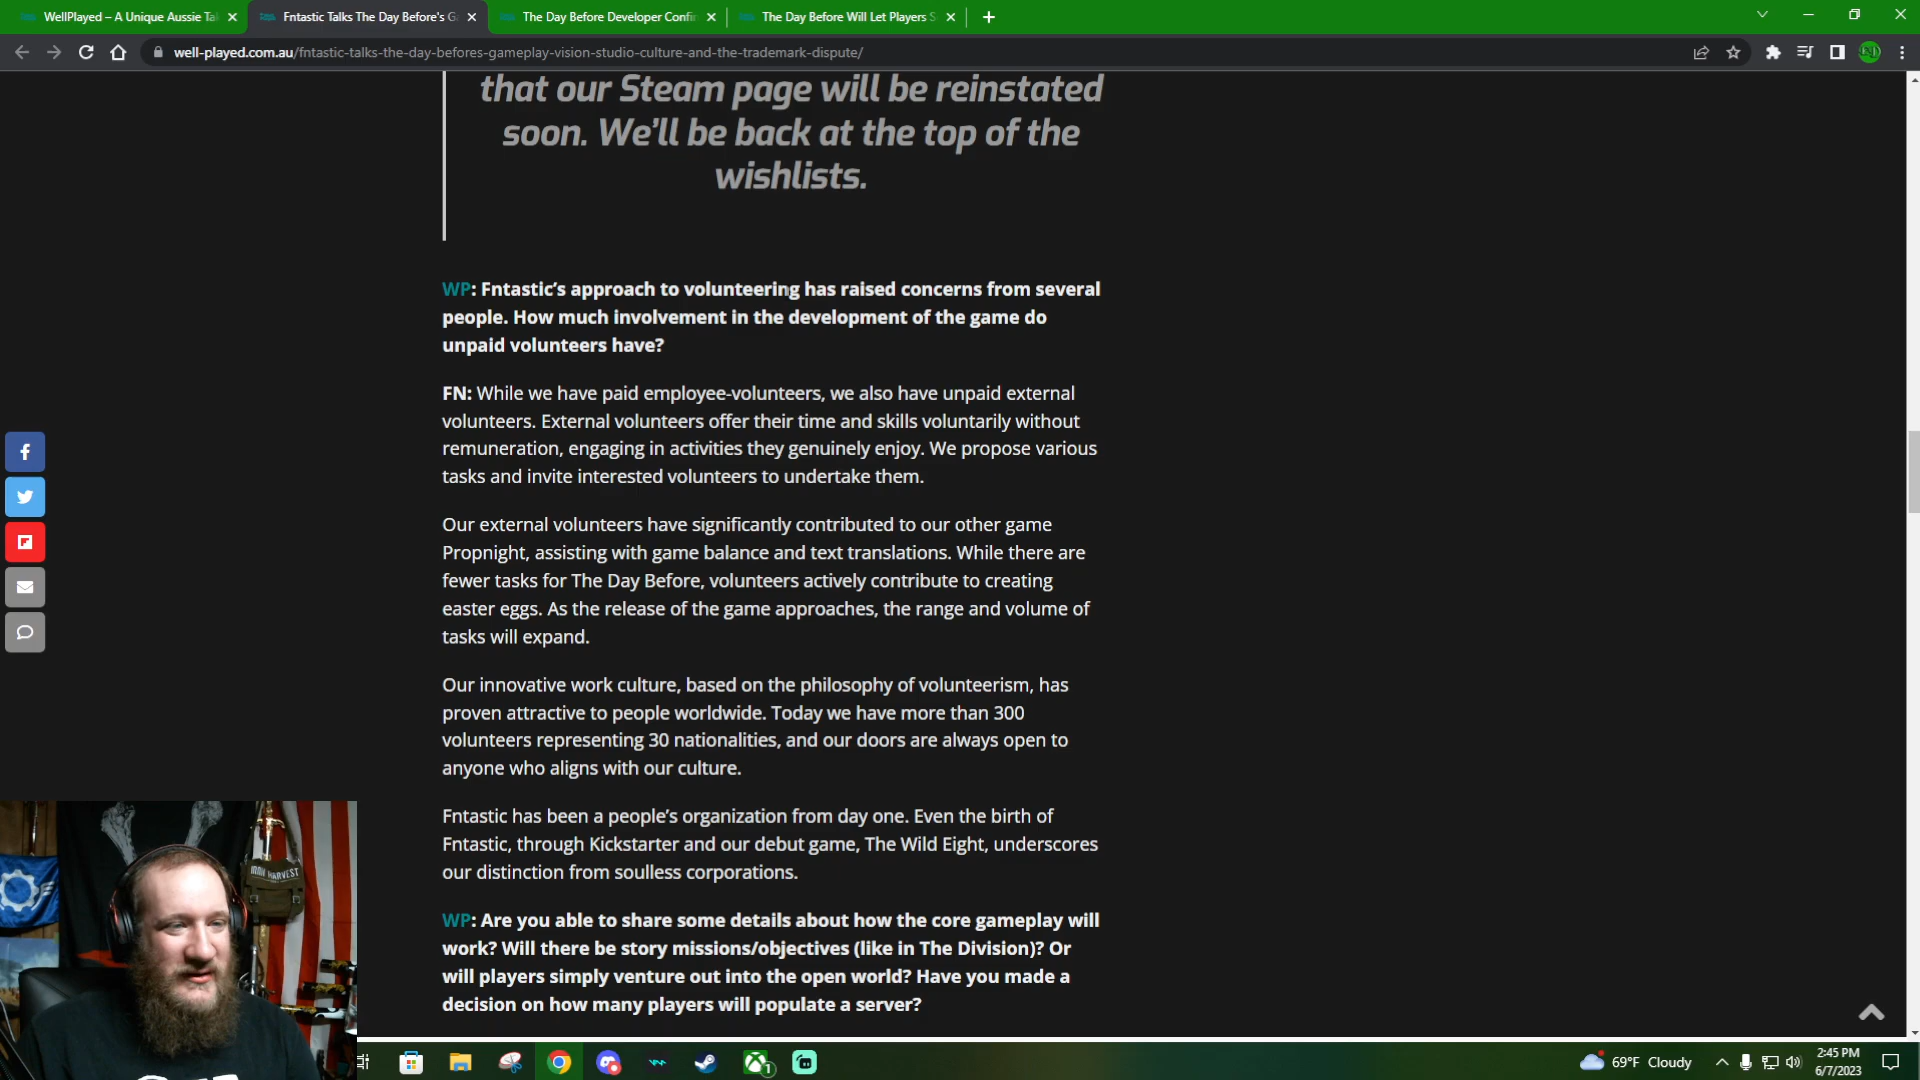 WellPlayed – A Unique Aussie Ta
Fntastic Talks The Day Before's G
The Day Before Developer Confir
The Day Before Will Let Players S
well-played.com.au/fntastic-talks-the-day-befores-gameplay-vision-studio-culture-and-the-trademark-dispute/
that our Steam page will be reinstated
soon. We'll be back at the top of the
wishlists.
WP: Fntastic's approach to volunteering has raised concerns from several
people. How much involvement in the development of the game do
unpaid volunteers have?
FN: While we have paid employee-volunteers, we also have unpaid external
volunteers. External volunteers offer their time and skills voluntarily without
remuneration, engaging in activities they genuinely enjoy. We propose various
tasks and invite interested volunteers to undertake them.
Our external volunteers have significantly contributed to our other game
Propnight, assisting with game balance and text translations. While there are
fewer tasks for The Day Before, volunteers actively contribute to creating
easter eggs. As the release of the game approaches, the range and volume of
tasks will expand.
Our innovative work culture, based on the philosophy of volunteerism, has
proven attractive to people worldwide. Today we have more than 300
volunteers representing 30 nationalities, and our doors are always open to
anyone who aligns with our culture.
Fntastic has been a people's organization from day one. Even the birth of
Fntastic, through Kickstarter and our debut game, The Wild Eight, underscores
our distinction from soulless corporations.
WP: Are you able to share some details about how the core gameplay will
work? Will there be story missions/objectives (like in The Division)? Or
will players simply venture out into the open world? Have you made a
decision on how many players will populate a server?
IRON HARVEST
1
69°F Cloudy
2:45 PM
6/7/2023